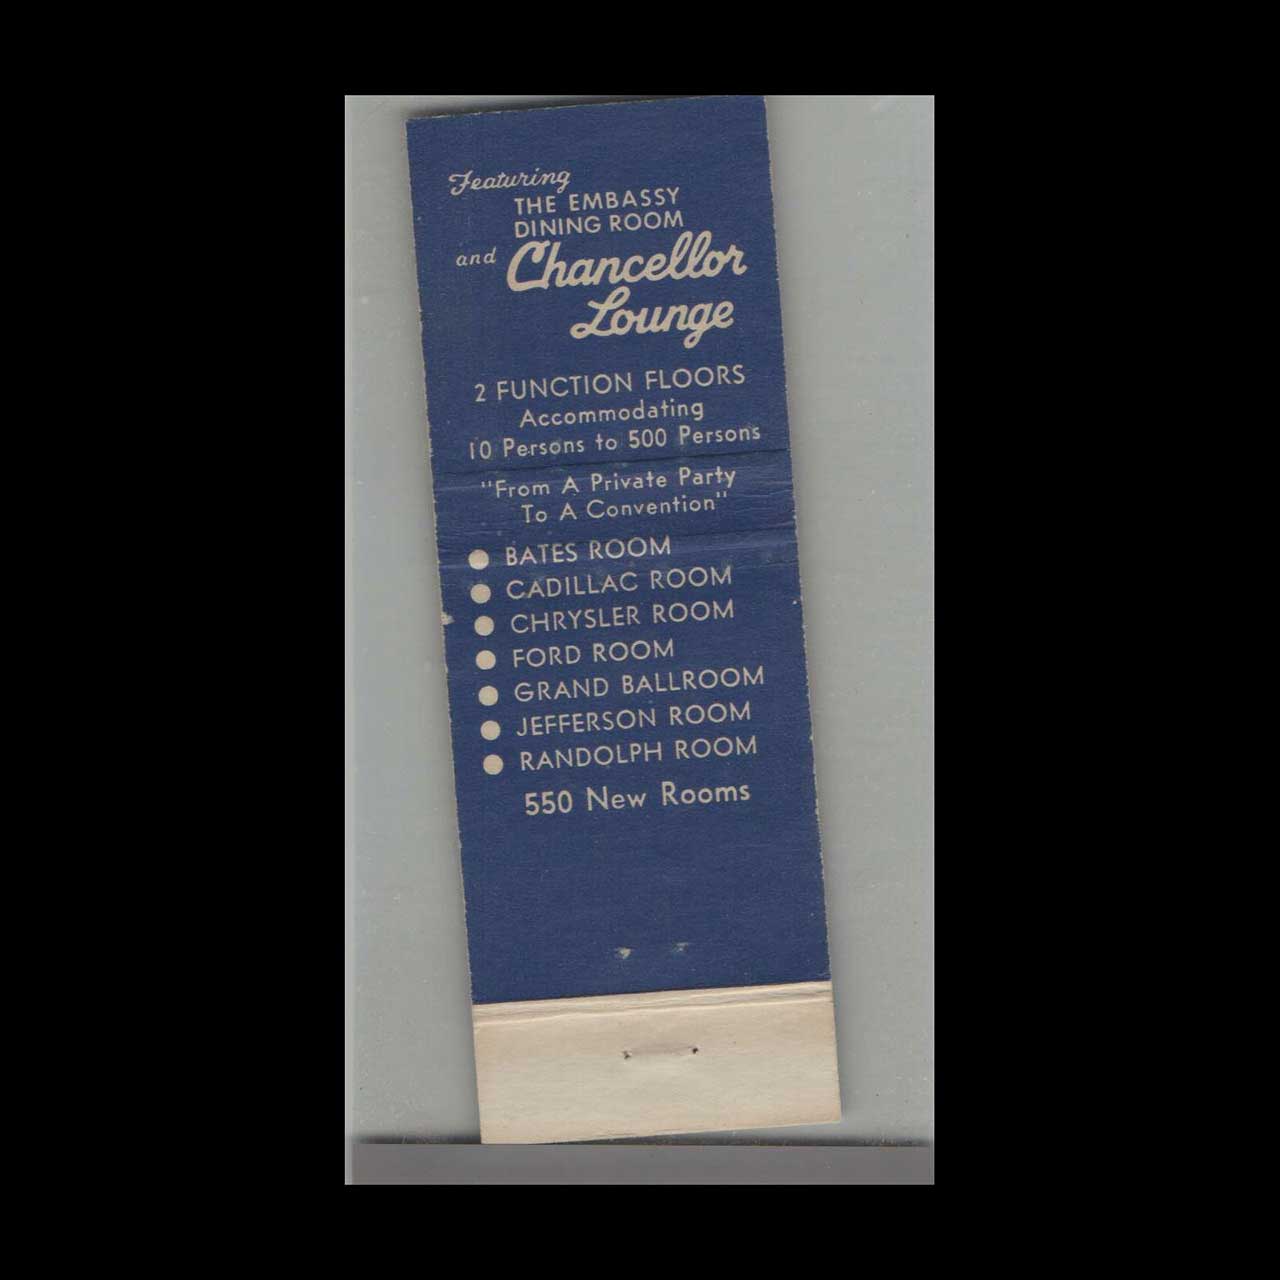 Featuring
THE EMBASSY
DINING ROOM
and Chancellor
Lounge
2 FUNCTION FLOORS
Accommodating
10 Persons to 500 Persons
"From A Private Party
To A Convention"
● BATES ROOM
● CADILLAC ROOM
● CHRYSLER ROOM
● FORD ROOM
● GRAND BALLROOM
● JEFFERSON ROOM
● RANDOLPH ROOM
550 New Rooms